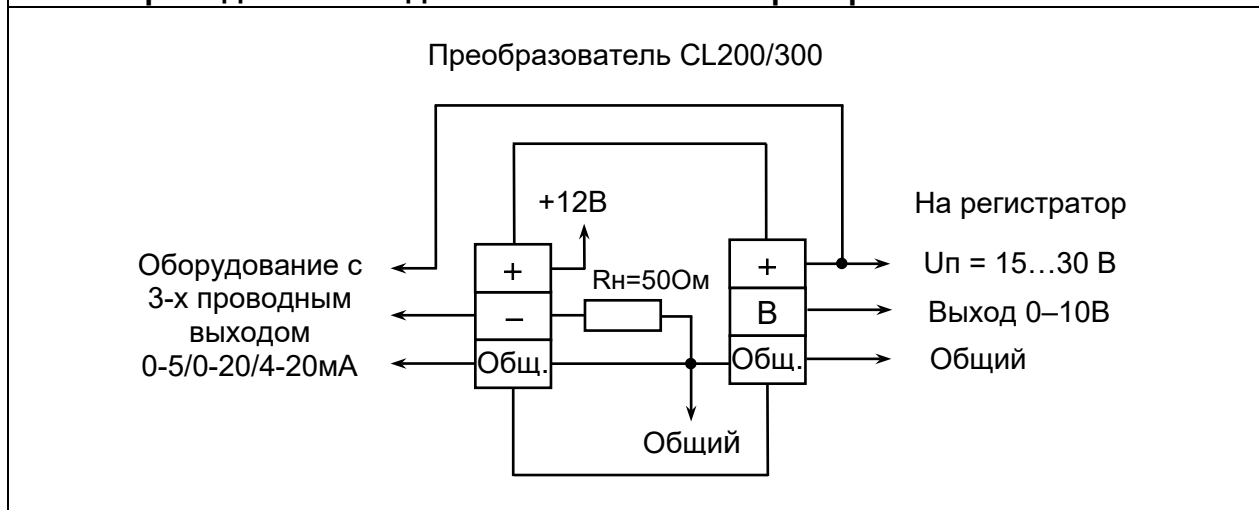 Преобразователь CL200/300
+12В
На регистратор
Оборудование с
3-х проводным
выходом
0-5/0-20/4-20мА
+
–
Общ.
Rн=50Ом
+
В
Общ.
Uп = 15…30 В
Выход 0–10В
Общий
Общий